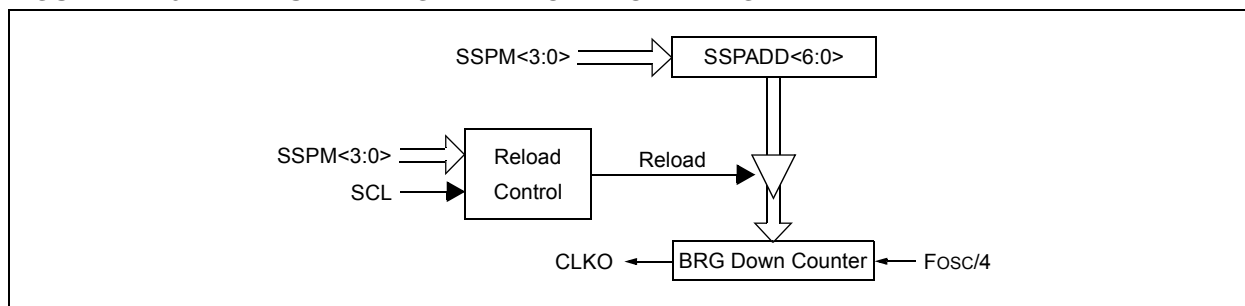 SSPM<3:0>
SSPADD<6:0>
SSPM<3:0>
SCL
Reload
Control
Reload
CLKO
BRG Down Counter
FOSC/4